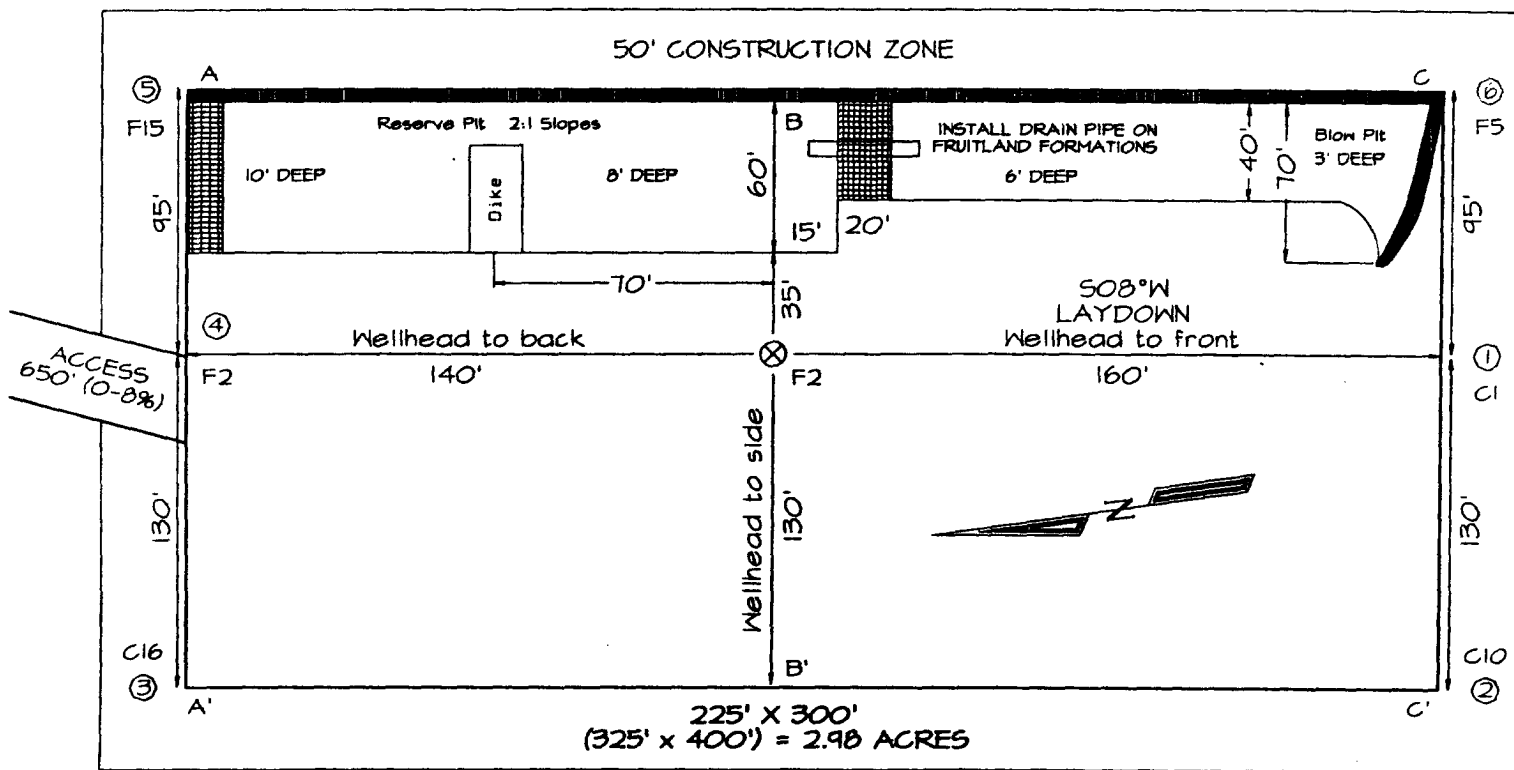 50' CONSTRUCTION ZONE
A
C
5
6
F15
F5
Reserve Pit 2:1 Slopes
B
INSTALL DRAIN PIPE ON
FRUITLAND FORMATIONS
Blow Pit
3' DEEP
10' DEEP
Dike
8' DEEP
60'
6' DEEP
40'
70'
95'
95'
15'
20'
70'
35'
S08°W
LAYDOWN
4
Wellhead to back
Wellhead to front
1
ACCESS
650' (0-8%)
F2
140'
F2
160'
C1
Wellhead to side
130'
130'
N
130'
C16
C10
3
B'
2
A'
C'
225' X 300'
(325' x 400') = 2.98 ACRES